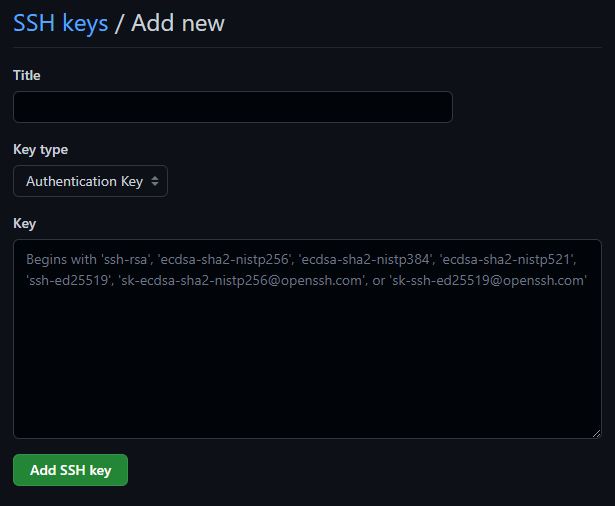 SSH keys / Add new
Title
Key type
Authentication Key
Key
Begins with 'ssh-rsa', 'ecdsa-sha2-nistp256', 'ecdsa-sha2-nistp384', 'ecdsa-sha2-nistp521',
'ssh-ed25519', 'sk-ecdsa-sha2-nistp256@openssh.com', or 'sk-ssh-ed25519@openssh.com'
Add SSH key